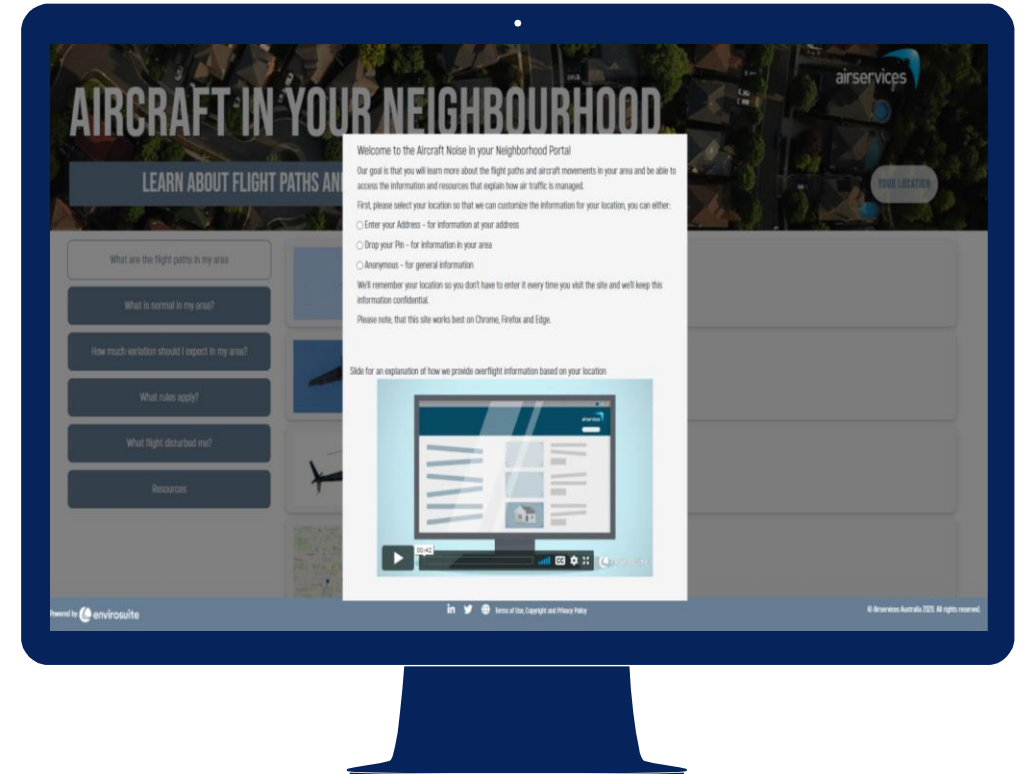 airservices
AIRCRAFT IN YOUR NEIGHBOURHOOD
LEARN ABOUT FLIGHT PATHS AN
YOUR LOCATION
Welcome to the Aircraft Noise in your Neighborhood Portal
Our goal is that you will learn more about the flight paths and aircraft movements in your area and be able to
access the information and resources that explain how air traffic is managed.
First, please select your location so that we can customize the information for your location, you can either:
Enter your Address - for information at your address
Drop your Pin - for information in your area
Anonymous - for general information
We'll remember your location so you don't have to enter it every time you visit the site and we'll keep this
information confidential.
Please note, that this site works best on Chrome, Firefox and Edge.
Slide for an explanation of how we provide overflight information based on your location
What are the flight paths in my area
What is normal in my area?
How much variation should I expect in my area?
What rules apply?
What flight disturbed me?
Resources
airservices
00:42
CC
Powered by envirosuite
in
Terms of Use, Copyright and Privacy Policy
© Airservices Australia 2020. All rights reserved.